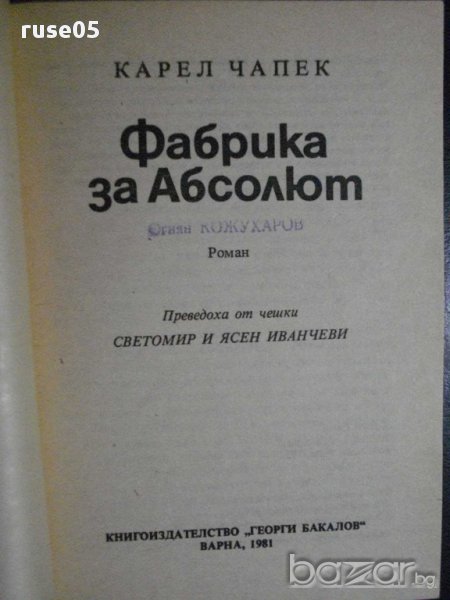 ruse05
КАРЕЛ ЧАПЕК
Фабрика
за Абсолют
Огнян КОЖУХАРОВ
Роман
Преведоха от чешки
СВЕТОМИР И ЯСЕН ИВАНЧЕВИ
КНИГОИЗДАТЕЛСТВО „ГЕОРГИ БАКАЛОВ“
ВАРНА, 1981
bazar.bg